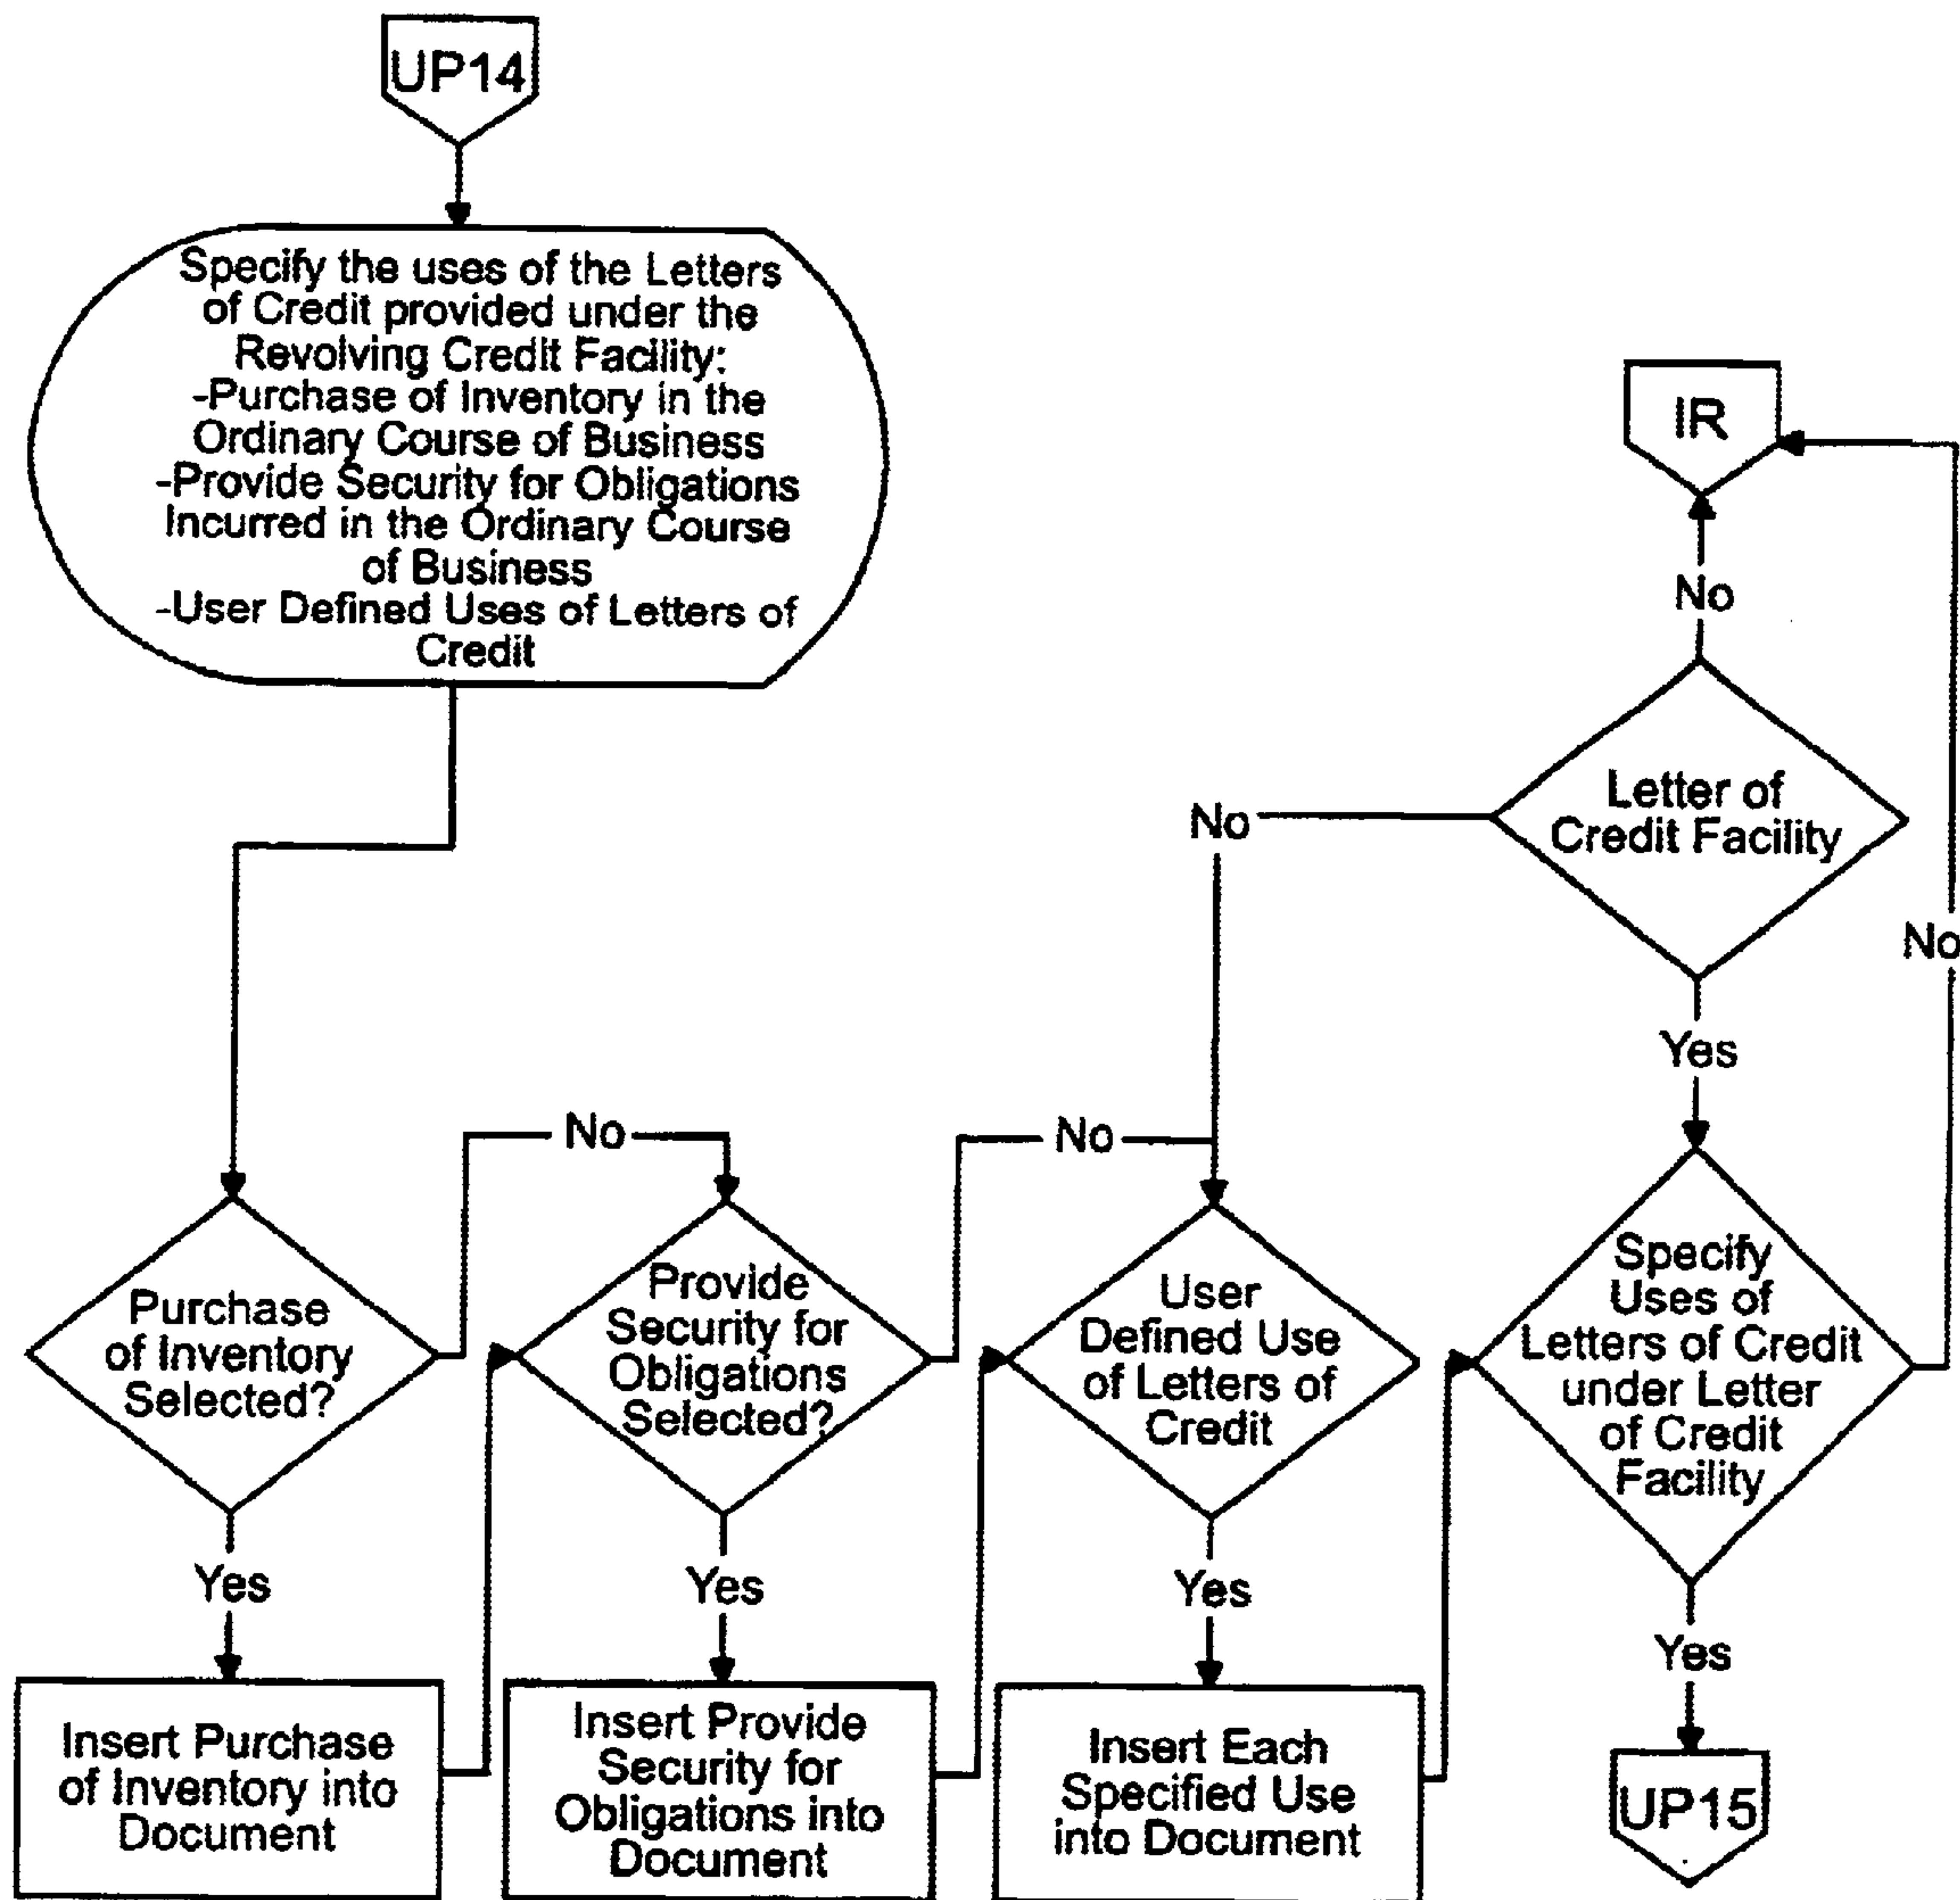 UP14
Specify the uses of the Letters
of Credit provided under the
Revolving Credit Facility:
-Purchase of Inventory in the
Ordinary Course of Business
-Provide Security for Obligations
Incurred in the Ordinary Course
of Business
-User Defined Uses of Letters of
Credit
IR
No
Letter of
Credit Facility
No
No
Yes
No
No
Purchase
of Inventory
Selected?
Provide
Security for
Obligations
Selected?
User
Defined Use
of Letters of
Credit
Specify
Uses of
Letters of Credit
under Letter
of Credit
Facility
Yes
Yes
Yes
Yes
Insert Purchase
of Inventory into
Document
Insert Provide
Security for
Obligations into
Document
Insert Each
Specified Use
into Document
UP15